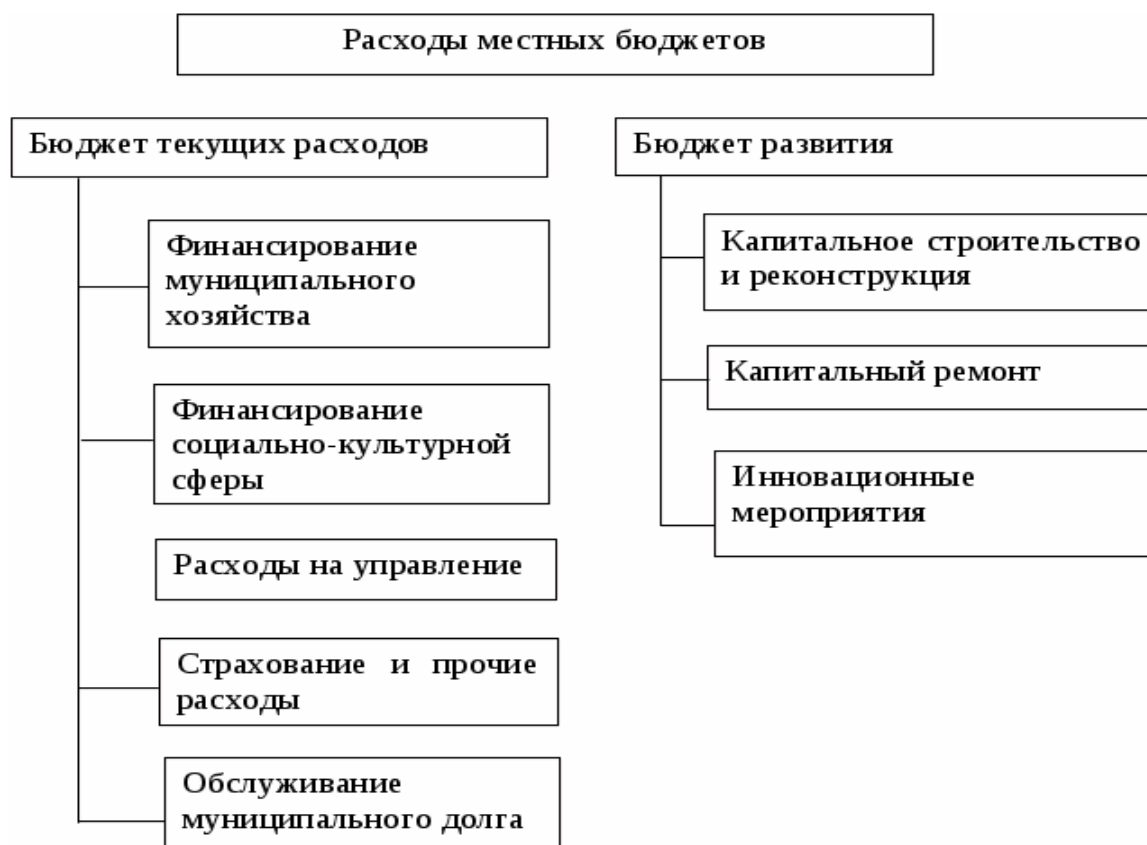 Расходы местных бюджетов
Бюджет текущих расходов
Финансирование
муниципального
хозяйства
Финансирование
социально-культурной
сферы
Расходы на управление
Страхование и прочие
расходы
Обслуживание
муниципального долга
Бюджет развития
Капитальное строительство
и реконструкция
Капитальный ремонт
Инновационные
мероприятия